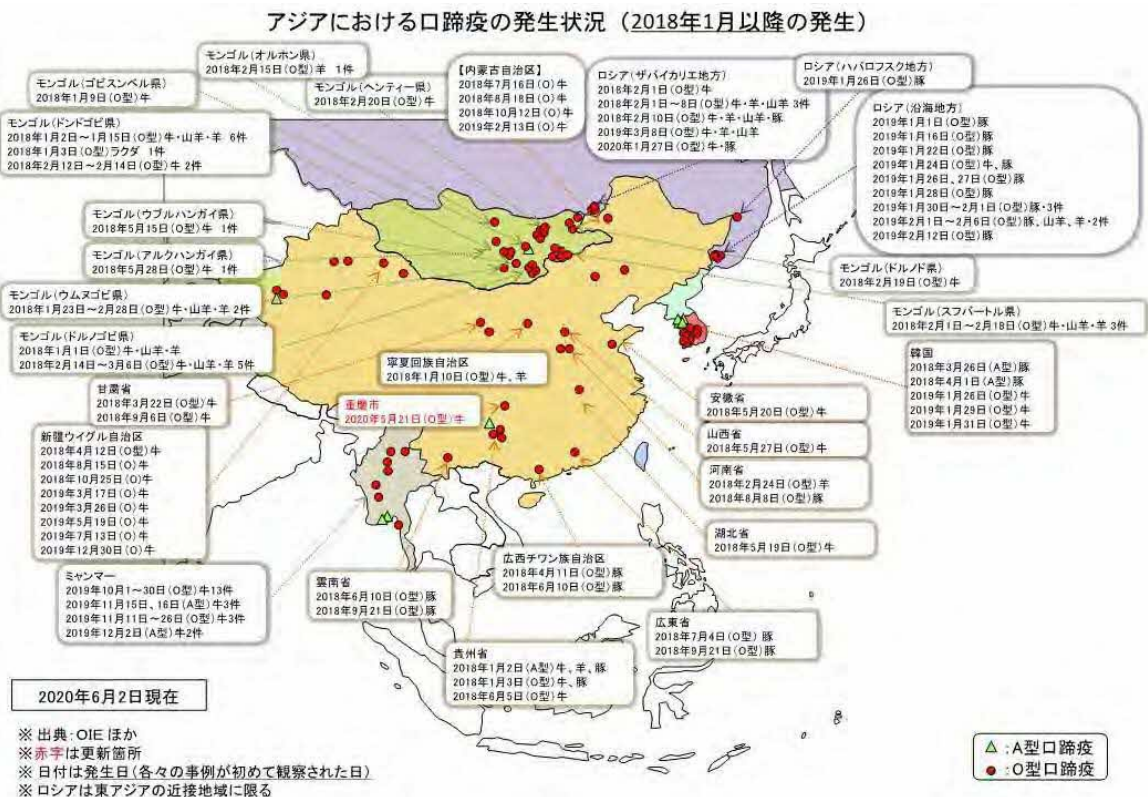 アジアにおける口蹄疫の発生状況（2018年1月以降の発生）
モンゴル(オルホン県)
2018年2月15日(O型)羊 1件
モンゴル(ゴビスンベル県)
2018年1月9日(O型)牛
モンゴル(ヘンティー県)
2018年2月20日(O型)牛
【内蒙古自治区】
2018年7月16日(O)牛
2018年8月18日(O)牛
2018年10月12日(O)牛
2019年2月13日(O)牛
ロシア(ザバイカリエ地方)
2018年2月1日(O型)牛
2018年2月1日～8日(O型)牛・羊・山羊 3件
2018年2月10日(O型)牛・羊・山羊・豚
2019年3月8日(O型)牛・羊・山羊
2020年1月27日(O型)牛・豚
ロシア(ハバロフスク地方)
2019年1月26日(O型)豚
ロシア(沿海地方)
2019年1月1日(O型)豚
2019年1月16日(O型)豚
2019年1月22日(O型)豚
2019年1月24日(O型)牛、豚
2019年1月26日、27日(O型)豚
2019年1月28日(O型)豚
2019年1月30日～2月1日(O型)豚・3件
2019年2月1日～2月6日(O型)豚、山羊、羊・2件
2019年2月12日(O型)豚
モンゴル(ドンドゴビ県)
2018年1月2日～1月15日(O型)牛・山羊・羊 6件
2018年1月3日(O型)ラクダ 1件
2018年2月12日～2月14日(O型)牛 2件
モンゴル(ウブルハンガイ県)
2018年5月15日(O型)牛 1件
モンゴル(アルクハンガイ県)
2018年5月28日(O型)牛 1件
モンゴル(ドルノド県)
2018年2月19日(O型)牛
モンゴル(ウムヌゴビ県)
2018年1月23日～2月28日(O型)牛・山羊・羊 2件
モンゴル(スフバートル県)
2018年2月1日～2月18日(O型)牛・山羊・羊 3件
モンゴル(ドルノゴビ県)
2018年1月1日(O型)牛・山羊・羊
2018年2月14日～3月6日(O型)牛・山羊・羊 5件
韓国
2018年3月26日(A型)豚
2018年4月1日(A型)豚
2019年1月28日(O型)牛
2019年1月29日(O型)牛
2019年1月31日(O型)牛
寧夏回族自治区
2018年1月10日(O型)牛、羊
甘粛省
2018年3月22日(O型)牛
2018年9月6日(O型)牛
重慶市
2020年5月21日(O型)牛
安徽省
2018年5月20日(O型)牛
山西省
2018年5月27日(O型)牛
新疆ウイグル自治区
2018年4月12日(O型)牛
2018年8月15日(O)牛
2018年10月25日(O)牛
2019年3月17日(O)牛
2019年3月26日(O)牛
2019年5月19日(O)牛
2019年7月13日(O)牛
2019年12月30日(O)牛
河南省
2018年2月24日(O型)羊
2018年8月8日(O型)豚
湖北省
2018年5月19日(O型)牛
ミャンマー
2019年10月1～30日(O型)牛13件
2019年11月15日、16日(A型)牛3件
2019年11月11日～26日(O型)牛3件
2019年12月2日(A型)牛2件
雲南省
2018年6月10日(O型)豚
2018年9月21日(O型)豚
広西チワン族自治区
2018年4月11日(O型)豚
2018年6月10日(O型)豚
広東省
2018年7月4日(O型) 豚
2018年9月21日(O型)豚
貴州省
2018年1月2日(A型)牛、羊、豚
2018年1月3日(O型)牛、豚
2018年6月5日(O型)牛
2020年6月2日現在
※ 出典:OIE ほか
※赤字は更新箇所
※ 日付は発生日(各々の事例が初めて観察された日)
※ ロシアは東アジアの近接地域に限る
:A型口蹄疫
:O型口蹄疫